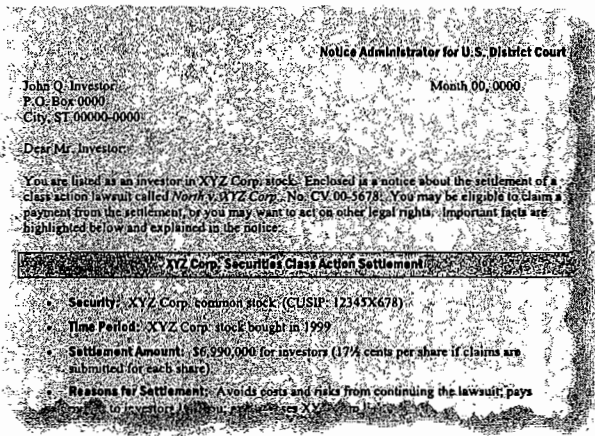 Notice Administrator for U.S. District Court
John Q. Investor
Month 00, 0000
P.O. Box 0000
City, ST 00000-0000
Dear Mr. Investor:
You are listed as an investor in XYZ Corp. stock. Enclosed is a notice about the settlement of a
class action lawsuit called North v. XYZ Corp., No. CV 00-5678. You may be eligible to claim a
payment from the settlement, or you may want to act on other legal rights. Important facts are
highlighted below and explained in the notice:
XYZ Corp. Securities Class Action Settlement
• Security: XYZ Corp. common stock (CUSIP: 12345X678)
• Time Period: XYZ Corp. stock bought in 1999
• Settlement Amount: $6,990,000 for investors (17½ cents per share if claims are
submitted for each share)
• Reasons for Settlement: Avoids costs and risks from continuing the lawsuit; pays
to investors